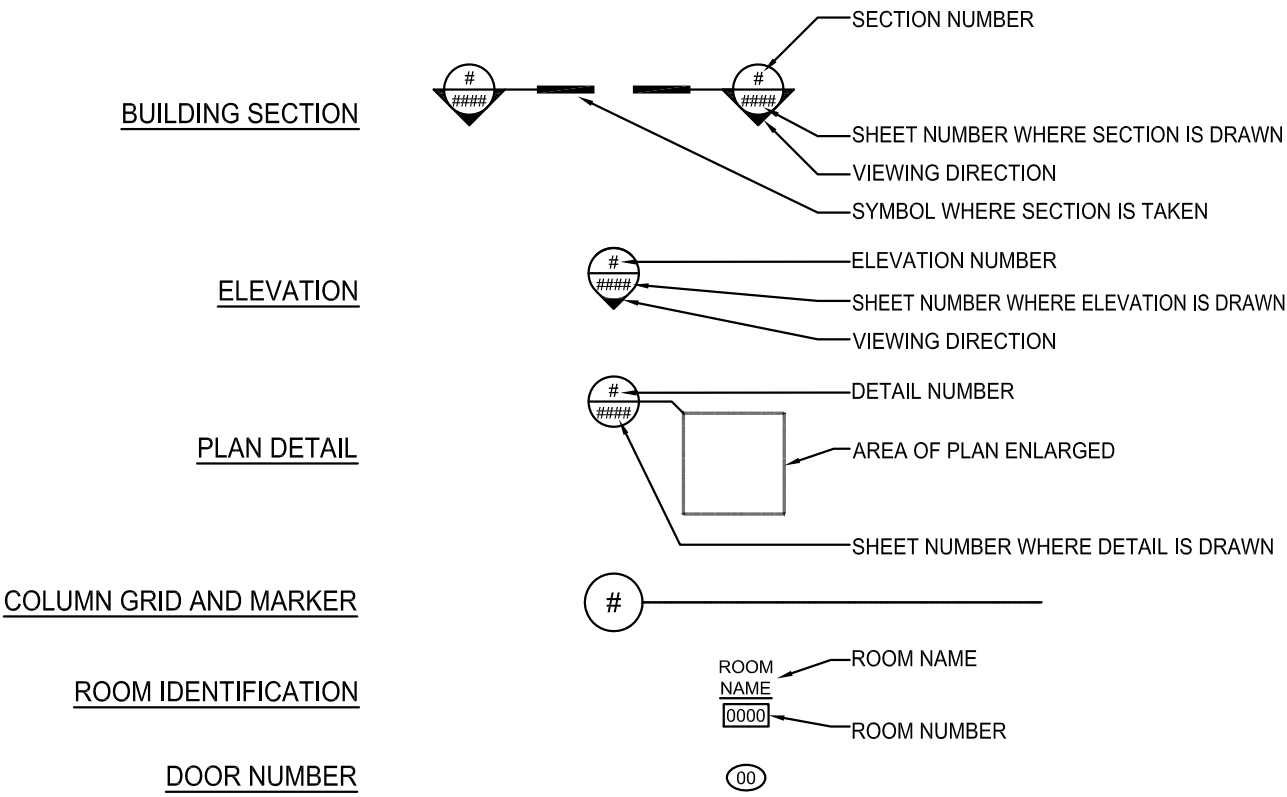 SECTION NUMBER
# #
BUILDING SECTION
#### ####
SHEET NUMBER WHERE SECTION IS DRAWN
VIEWING DIRECTION
SYMBOL WHERE SECTION IS TAKEN
ELEVATION
#
####
ELEVATION NUMBER
SHEET NUMBER WHERE ELEVATION IS DRAWN
VIEWING DIRECTION
PLAN DETAIL
#
####
DETAIL NUMBER
AREA OF PLAN ENLARGED
SHEET NUMBER WHERE DETAIL IS DRAWN
COLUMN GRID AND MARKER
#
ROOM IDENTIFICATION
ROOM
NAME
0000
ROOM NAME
ROOM NUMBER
DOOR NUMBER
00